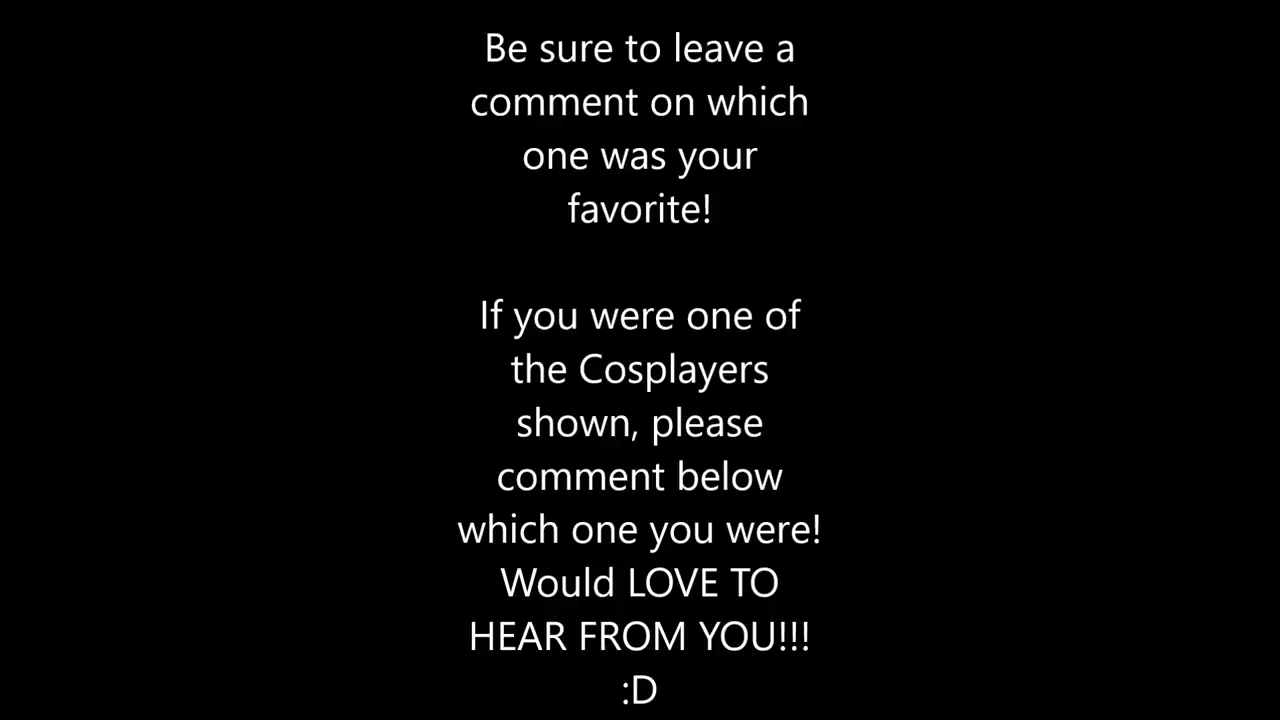 Be sure to leave a
comment on which
one was your
favorite!
If you were one of
the Cosplayers
shown, please
comment below
which one you were!
Would LOVE TO
HEAR FROM YOU!!!
:D